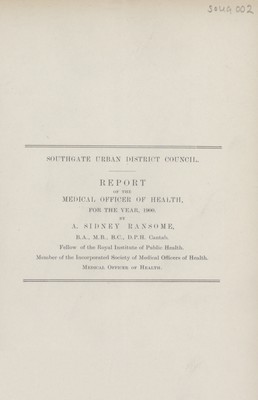 SOUA 002
SOUTHGATE URBAN DISTRICT COUNCIL.
REPORT
OF THE
MEDICAL OFFICER OF HEALTH,
FOR THE YEAR, 1900.
BY
A. SIDNEY RANSOME,
B.A., M.B., B.C., D.P.H. Cantab.
Fellow of the Royal Institute of Public Health.
Member of the Incorporated Society of Medical Officers of Health.
MEDICAL OFFICER OF HEALTH.